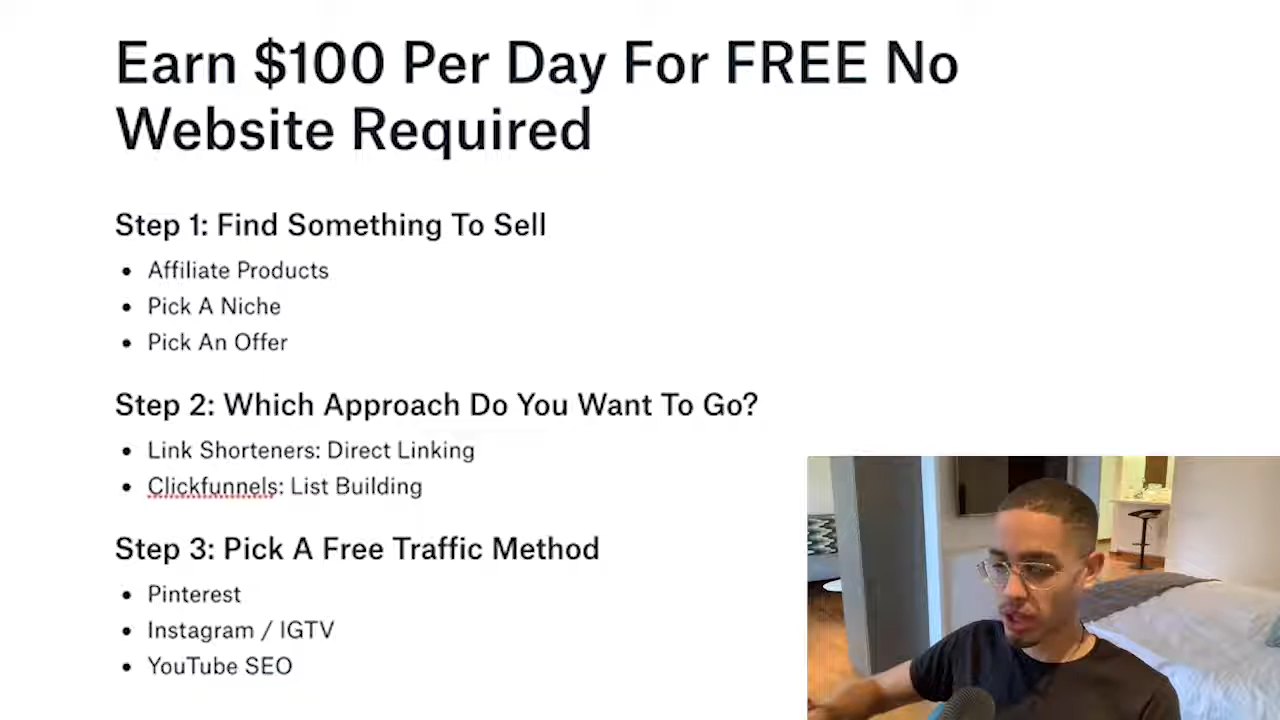 Earn $100 Per Day For FREE No
Website Required
Step 1: Find Something To Sell
• Affiliate Products
• Pick A Niche
• Pick An Offer
Step 2: Which Approach Do You Want To Go?
• Link Shorteners: Direct Linking
• Clickfunnels: List Building
Step 3: Pick A Free Traffic Method
• Pinterest
• Instagram / IGTV
• YouTube SEO